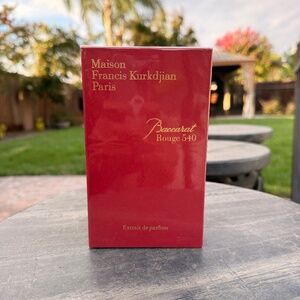 Maison
Francis Kurkdjian
Paris
Baccarat
Rouge 540
Extrait de parfum